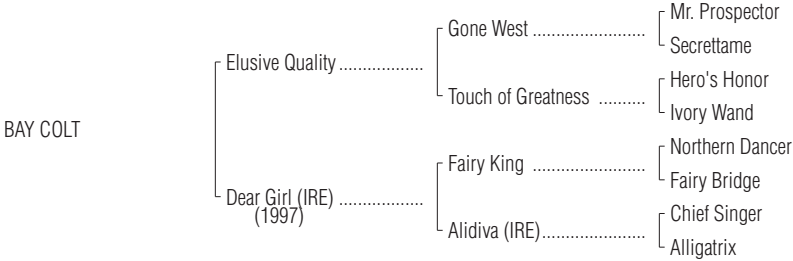 Mr. Prospector
Gone West ........................
Secrettame
Elusive Quality ..................
Hero's Honor
Touch of Greatness ..........
Ivory Wand
BAY COLT
Northern Dancer
Fairy King ........................
Fairy Bridge
Dear Girl (IRE) ..................
(1997)
Chief Singer
Alidiva (IRE)......................
Alligatrix